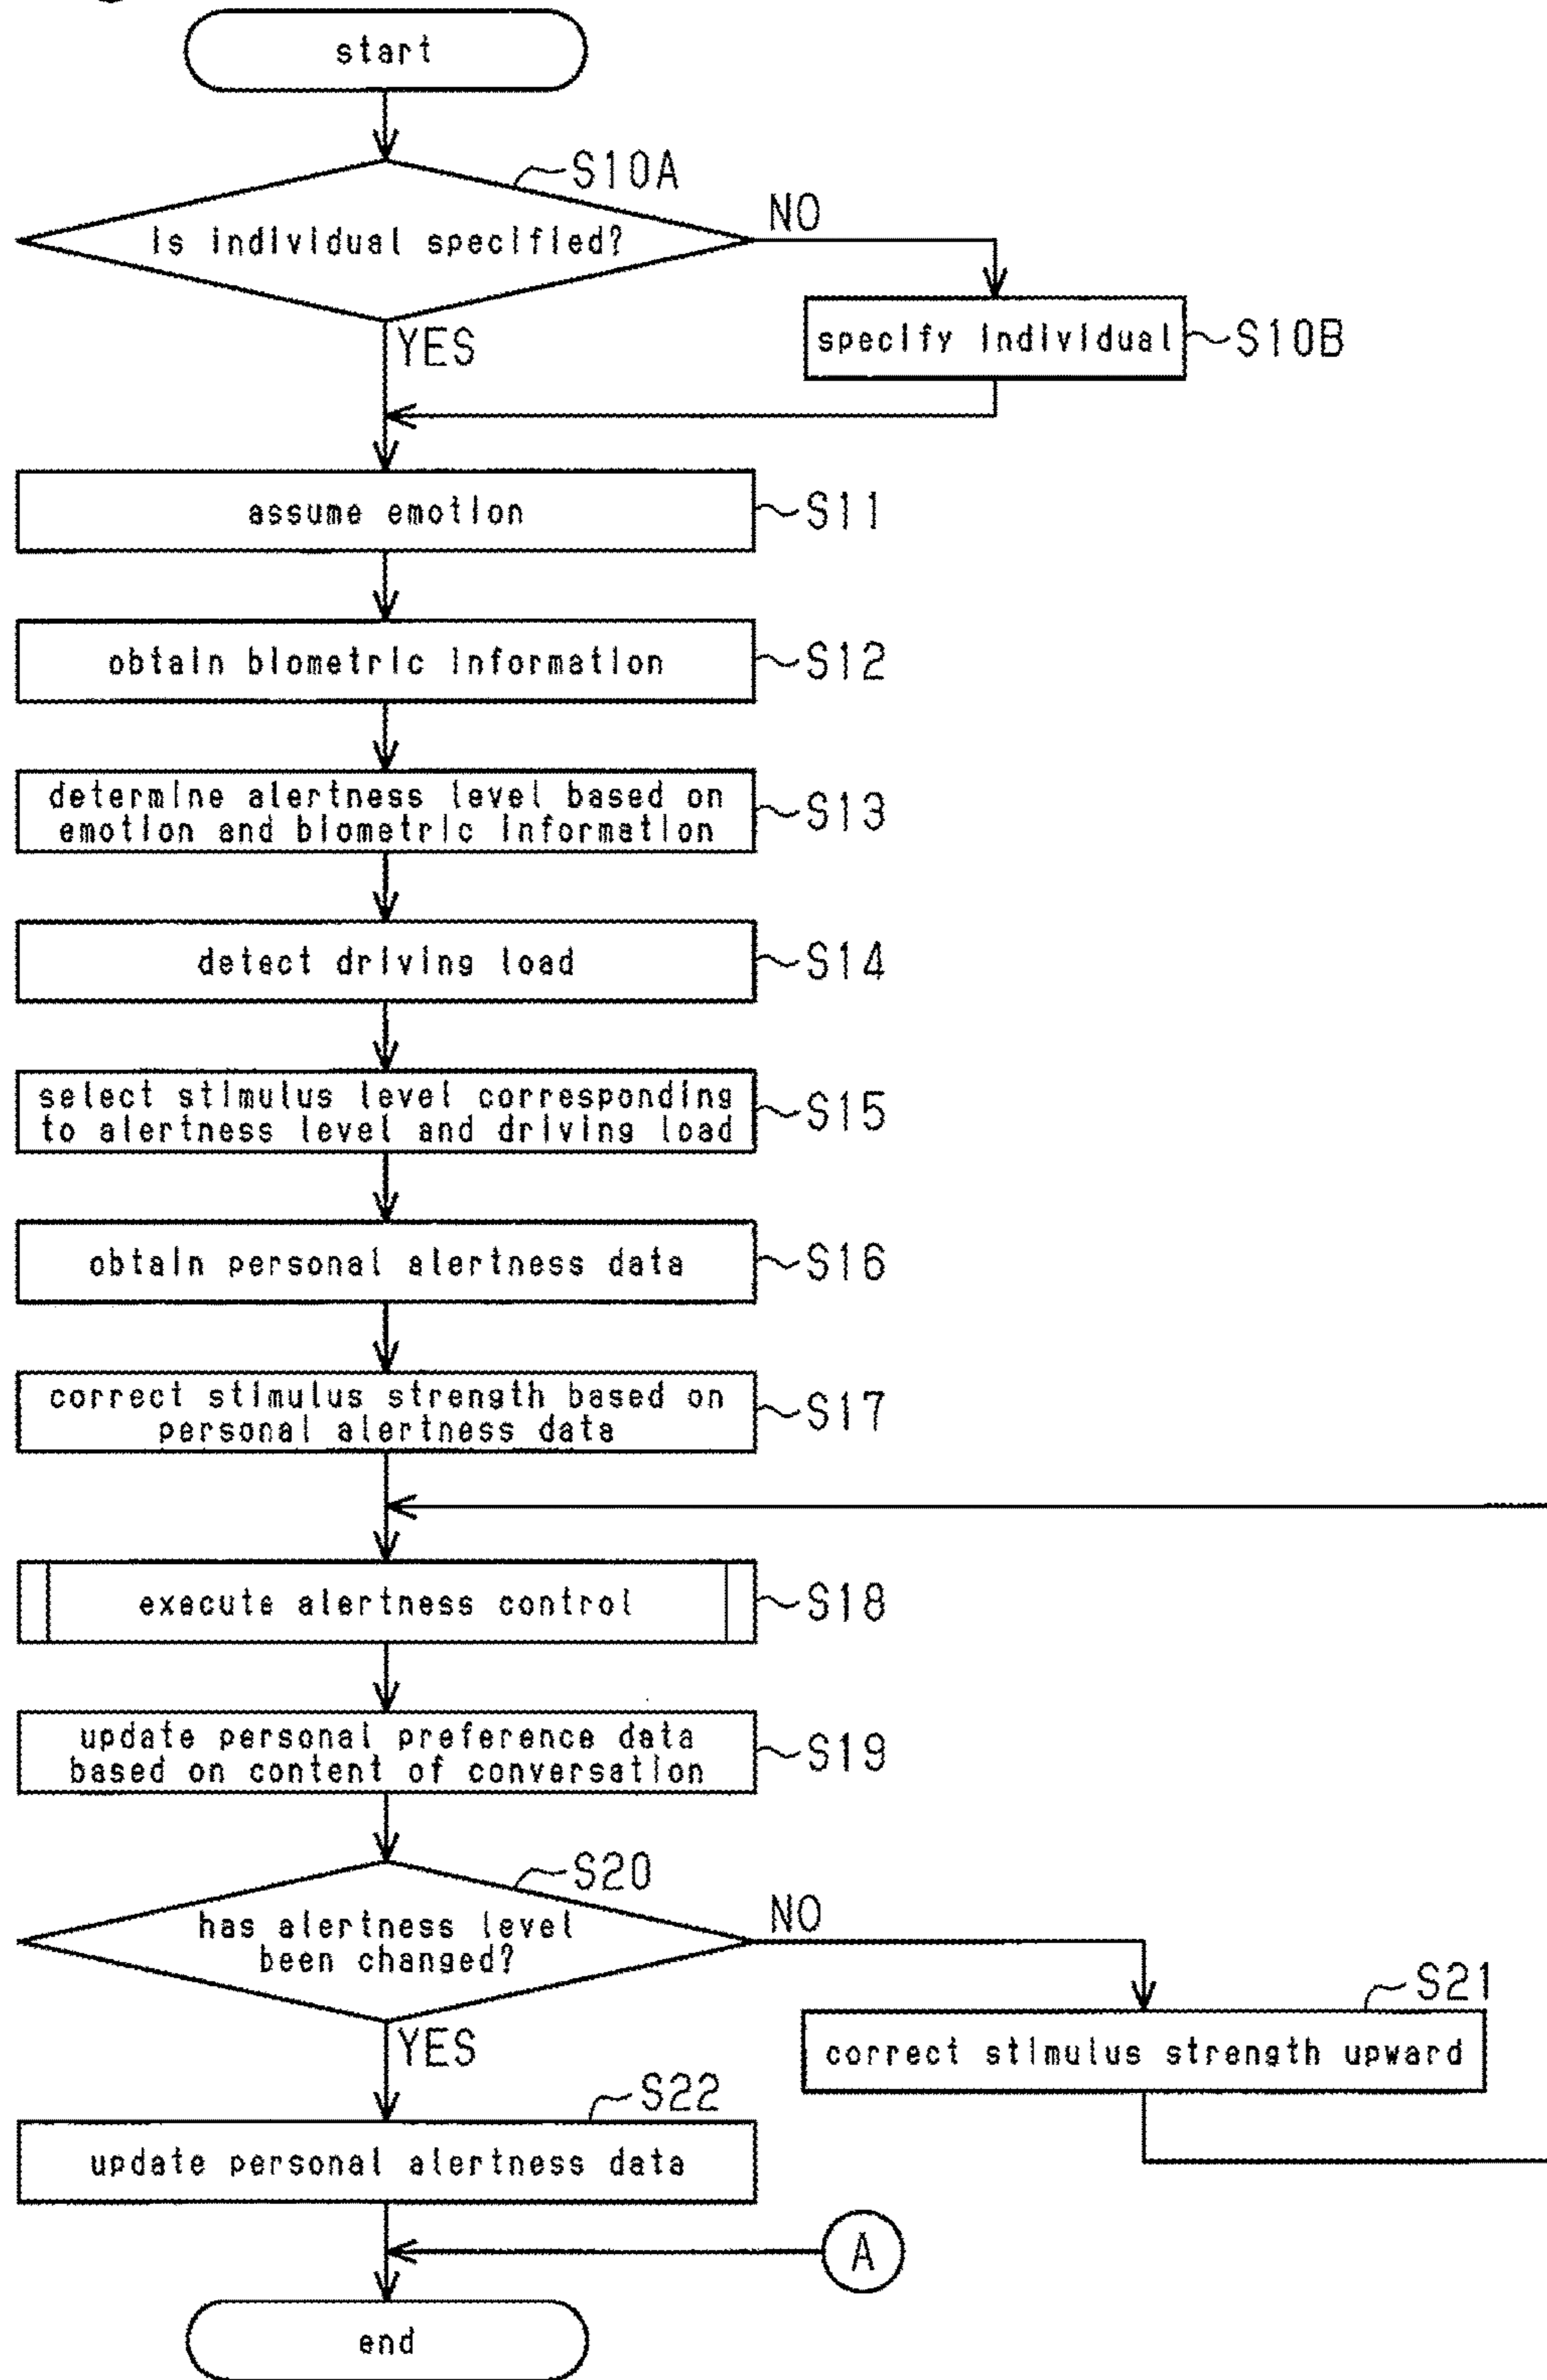 start
S10A
is individual specified?
NO
YES
specify individual
S10B
assume emotion
S11
obtain biometric information
S12
determine alertness level based on
emotion and biometric information
S13
detect driving load
S14
select stimulus level corresponding
to alertness level and driving load
S15
obtain personal alertness data
S16
correct stimulus strength based on
personal alertness data
S17
execute alertness control
S18
update personal preference data
based on content of conversation
S19
S20
has alertness level
been changed?
NO
YES
S21
correct stimulus strength upward
S22
update personal alertness data
A
end